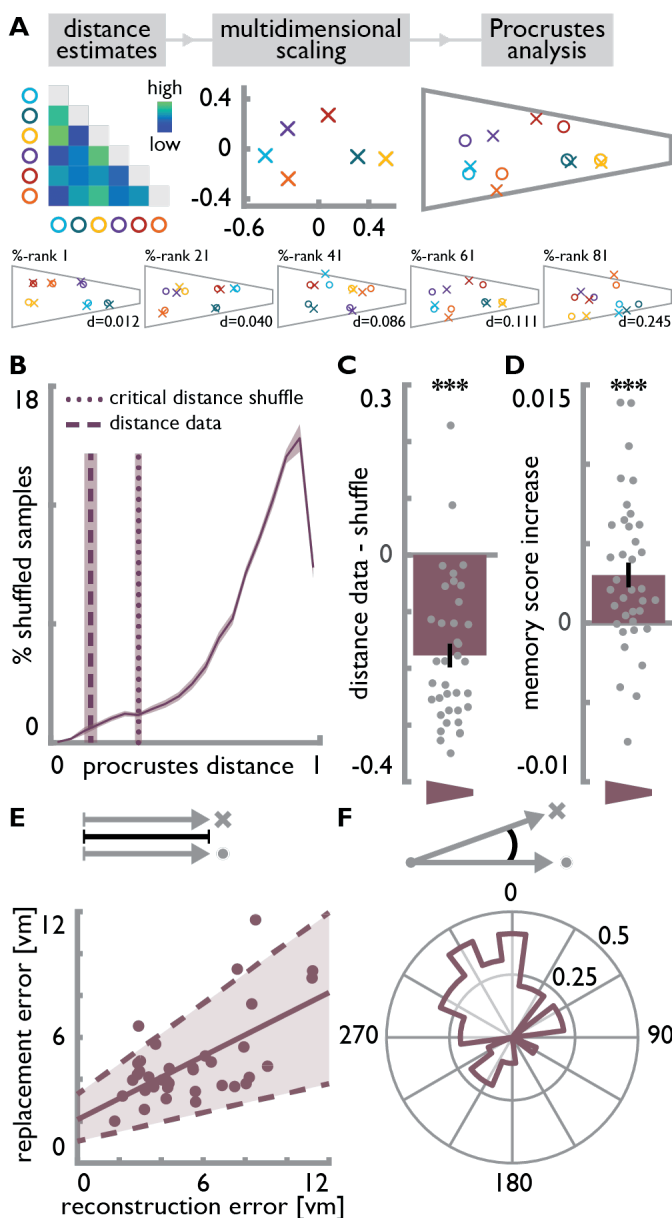 A
distance estimates
multidimensional scaling
Procrustes analysis
high
low
0.4
0
-0.4
-0.6
0
0.4
%-rank 1
%-rank 21
%-rank 41
%-rank 61
%-rank 81
d=0.012
d=0.040
d=0.086
d=0.111
d=0.245
B
18
% shuffled samples
0
critical distance shuffle
distance data
0
procrustes distance
1
C
***
0.3
distance data - shuffle
0
-0.4
D
***
0.015
memory score increase
0
-0.01
E
12
replacement error [vm]
6
0
0
6
12
reconstruction error [vm]
F
0
0.5
0.25
270
90
180